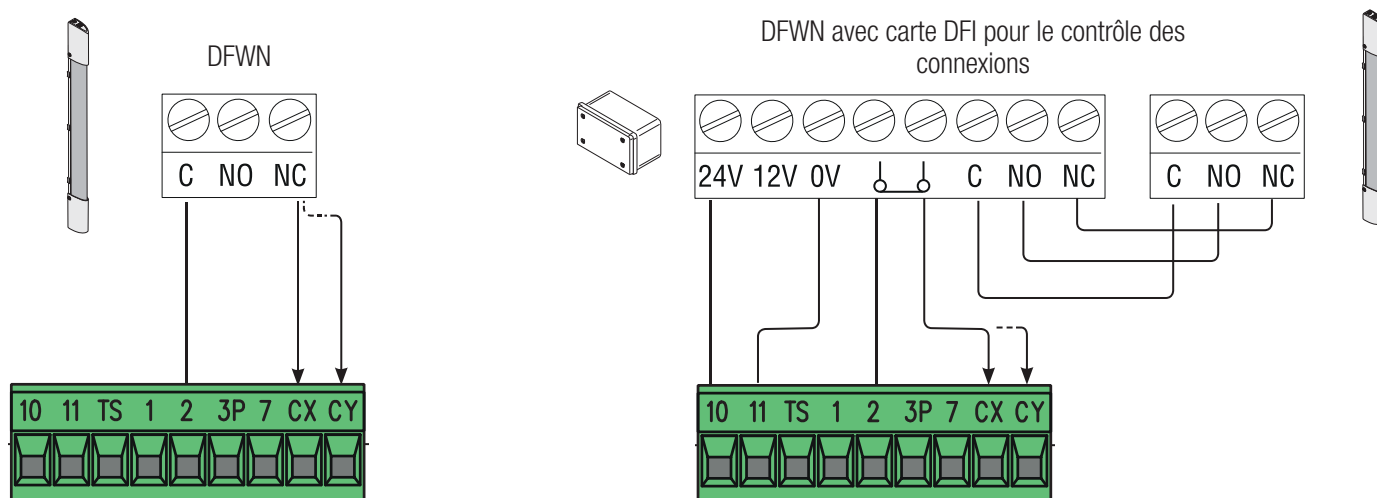 DFWN
C NO NC
10 11 TS 1 2 3P 7 CX CY
DFWN avec carte DFI pour le contrôle des
connexions
24V 12V 0V C NO NC
C NO NC
10 11 TS 1 2 3P 7 CX CY